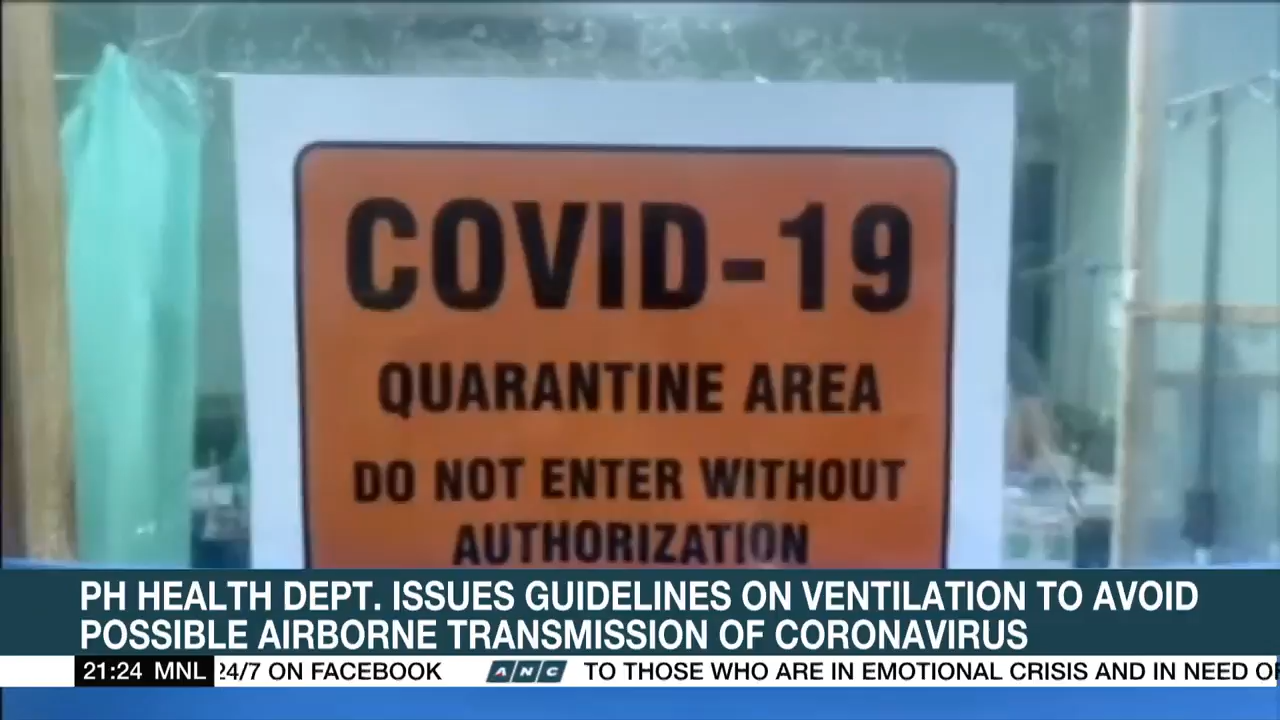 COVID-19
QUARANTINE AREA
DO NOT ENTER WITHOUT
AUTHORIZATION
PH HEALTH DEPT. ISSUES GUIDELINES ON VENTILATION TO AVOID
POSSIBLE AIRBORNE TRANSMISSION OF CORONAVIRUS
21:24 MNL 24/7 ON FACEBOOK ANC TO THOSE WHO ARE IN EMOTIONAL CRISIS AND IN NEED